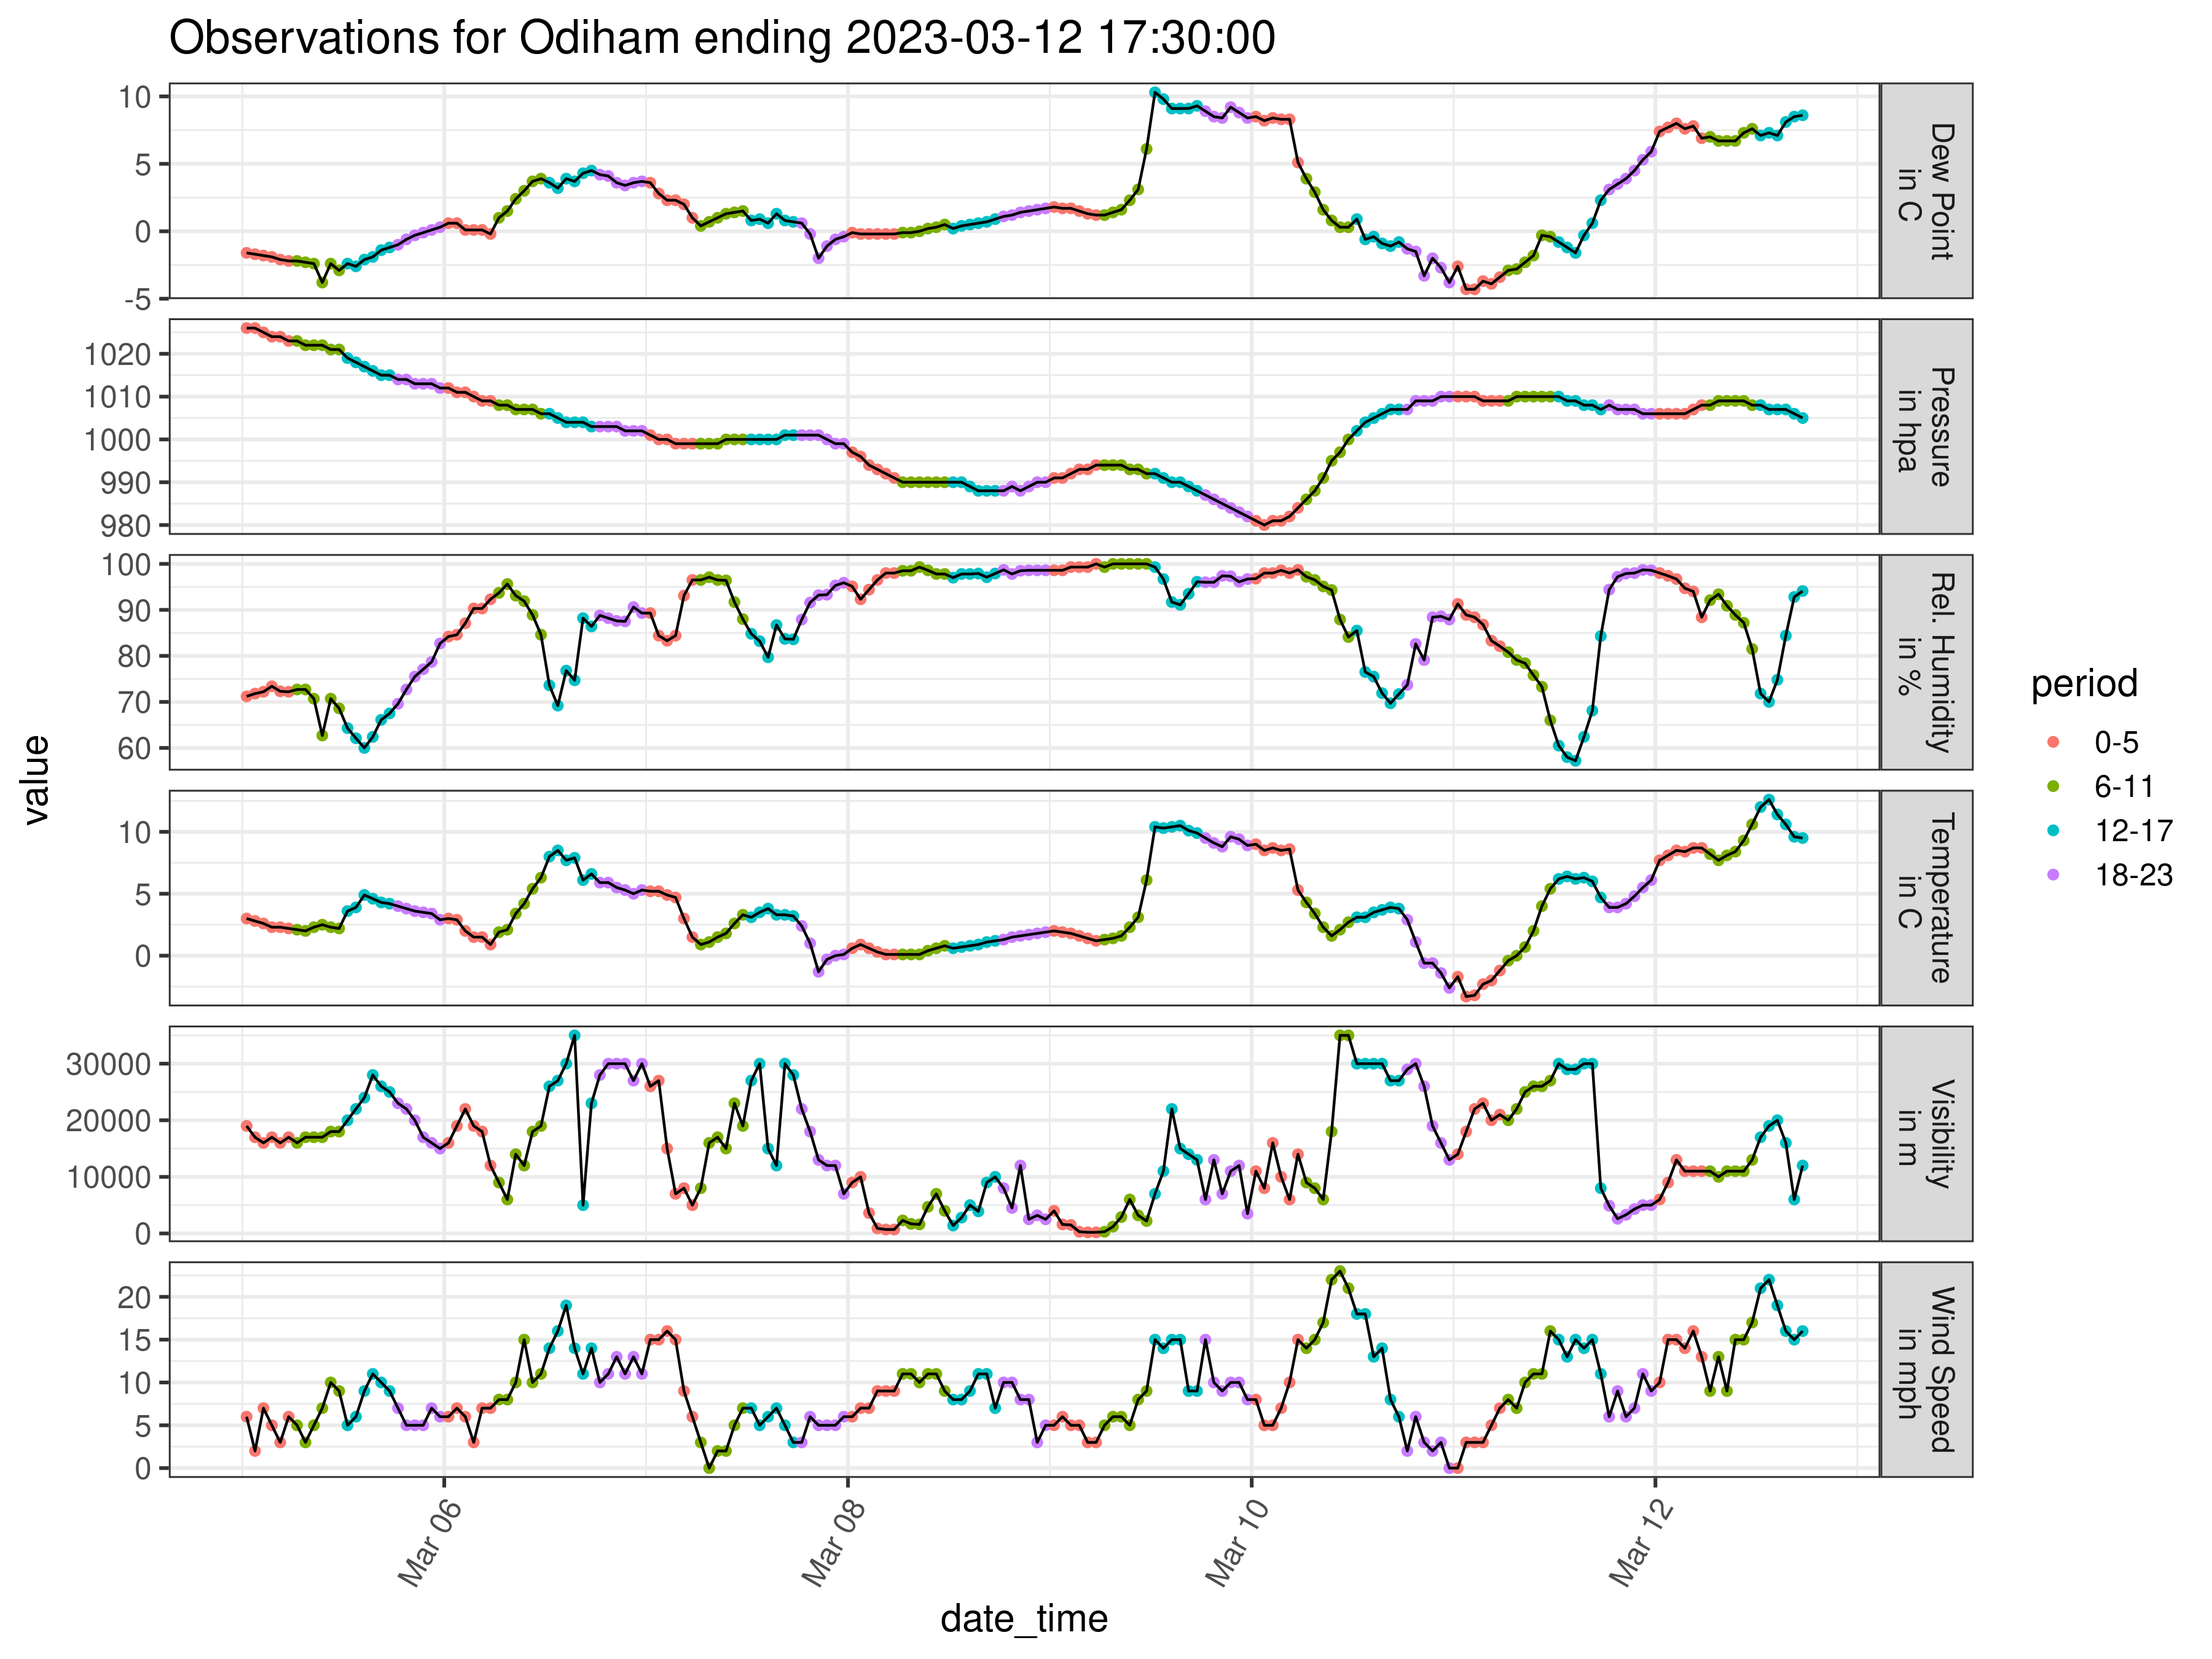 Observations for Odiham ending 2023-03-12 17:30:00
value
10
5
0
-5
Dew Point
in C
1020
1010
1000
990
980
Pressure
in hpa
100
90
80
70
60
Rel. Humidity
in %
10
5
0
Temperature
in C
30000
20000
10000
0
Visibility
in m
20
15
10
5
0
Wind Speed
in mph
Mar 06
Mar 08
Mar 10
Mar 12
date_time
period
0-5
6-11
12-17
18-23